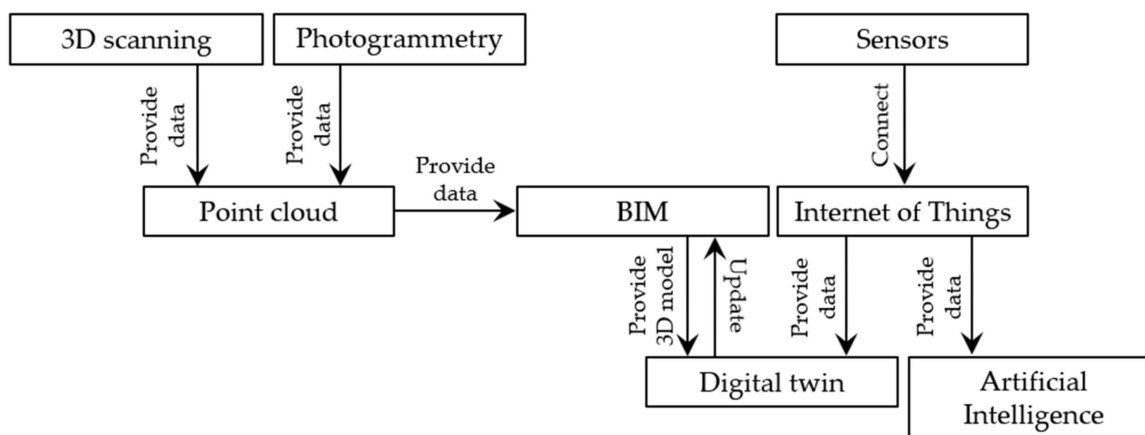 3D scanning
Photogrammetry
Sensors
Provide
data
Provide
data
Connect
Provide
data
Point cloud
BIM
Internet of Things
Provide
3D model
Update
Provide
data
Provide
data
Digital twin
Artificial
Intelligence